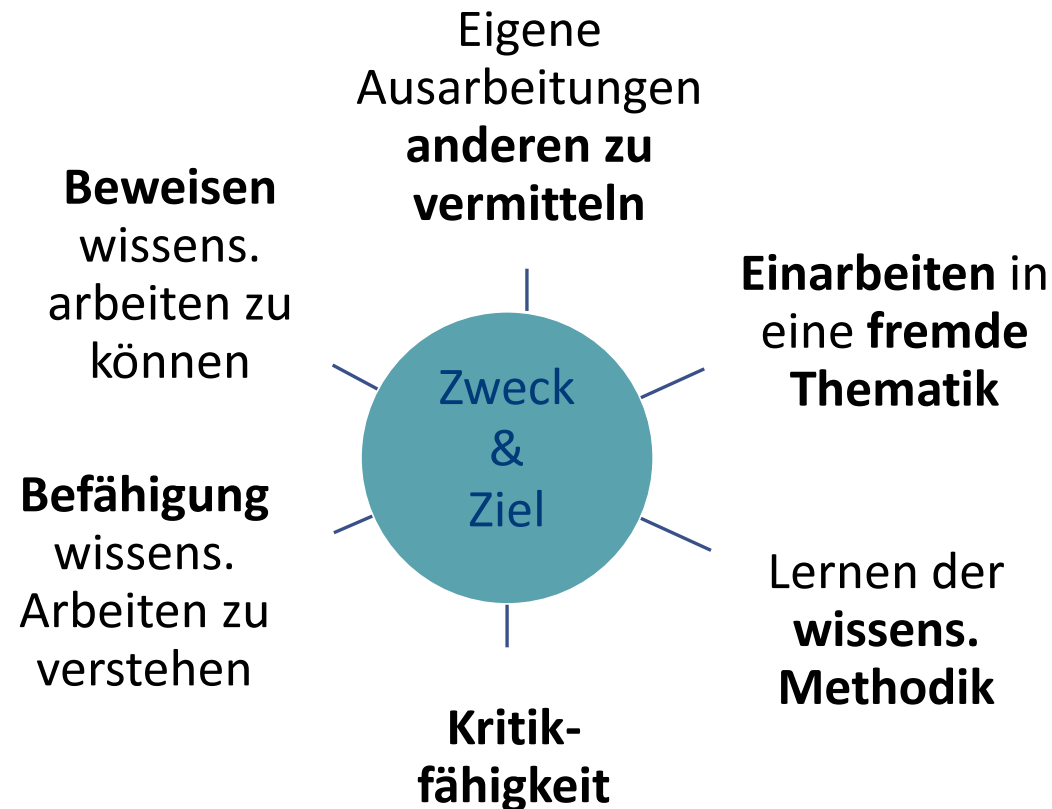 Eigene
Ausarbeitungen
anderen zu
vermitteln
Beweisen
wissens.
arbeiten zu
können
Einarbeiten in
eine fremde
Thematik
Zweck
&
Ziel
Befähigung
wissens.
Arbeiten zu
verstehen
Lernen der
wissens.
Methodik
Kritik-
fähigkeit